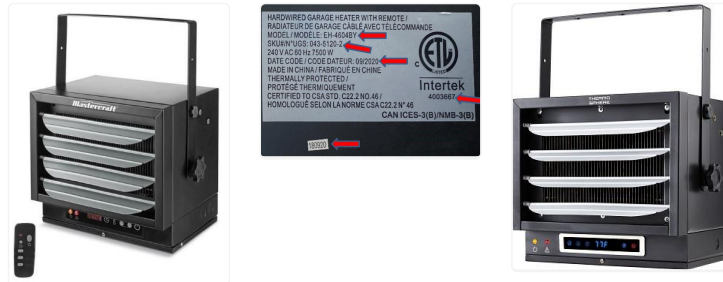 Mastercraft
HARDWIRED GARAGE HEATER WITH REMOTE /
RADIATEUR DE GARAGE CÂBLÉ AVEC TÉLÉCOMMANDE
MODEL / MODÈLE: EH-4604BY
SKU#/N°UGS: 043-5120-2
240 V AC 60 Hz 7500 W
DATE CODE / CODE DATEUR: 09/2020
MADE IN CHINA / FABRIQUÉ EN CHINE
THERMALLY PROTECTED /
PROTÉGÉ THERMIQUEMENT
CERTIFIED TO CSA STD. C22.2 NO.46 /
HOMOLOGUÉ SELON LA NORME CSA C22.2 N° 46
C
ETL
Intertek
4003667
CAN ICES-3(B)/NMB-3(B)
180920
THERMO
SPHERE
77F